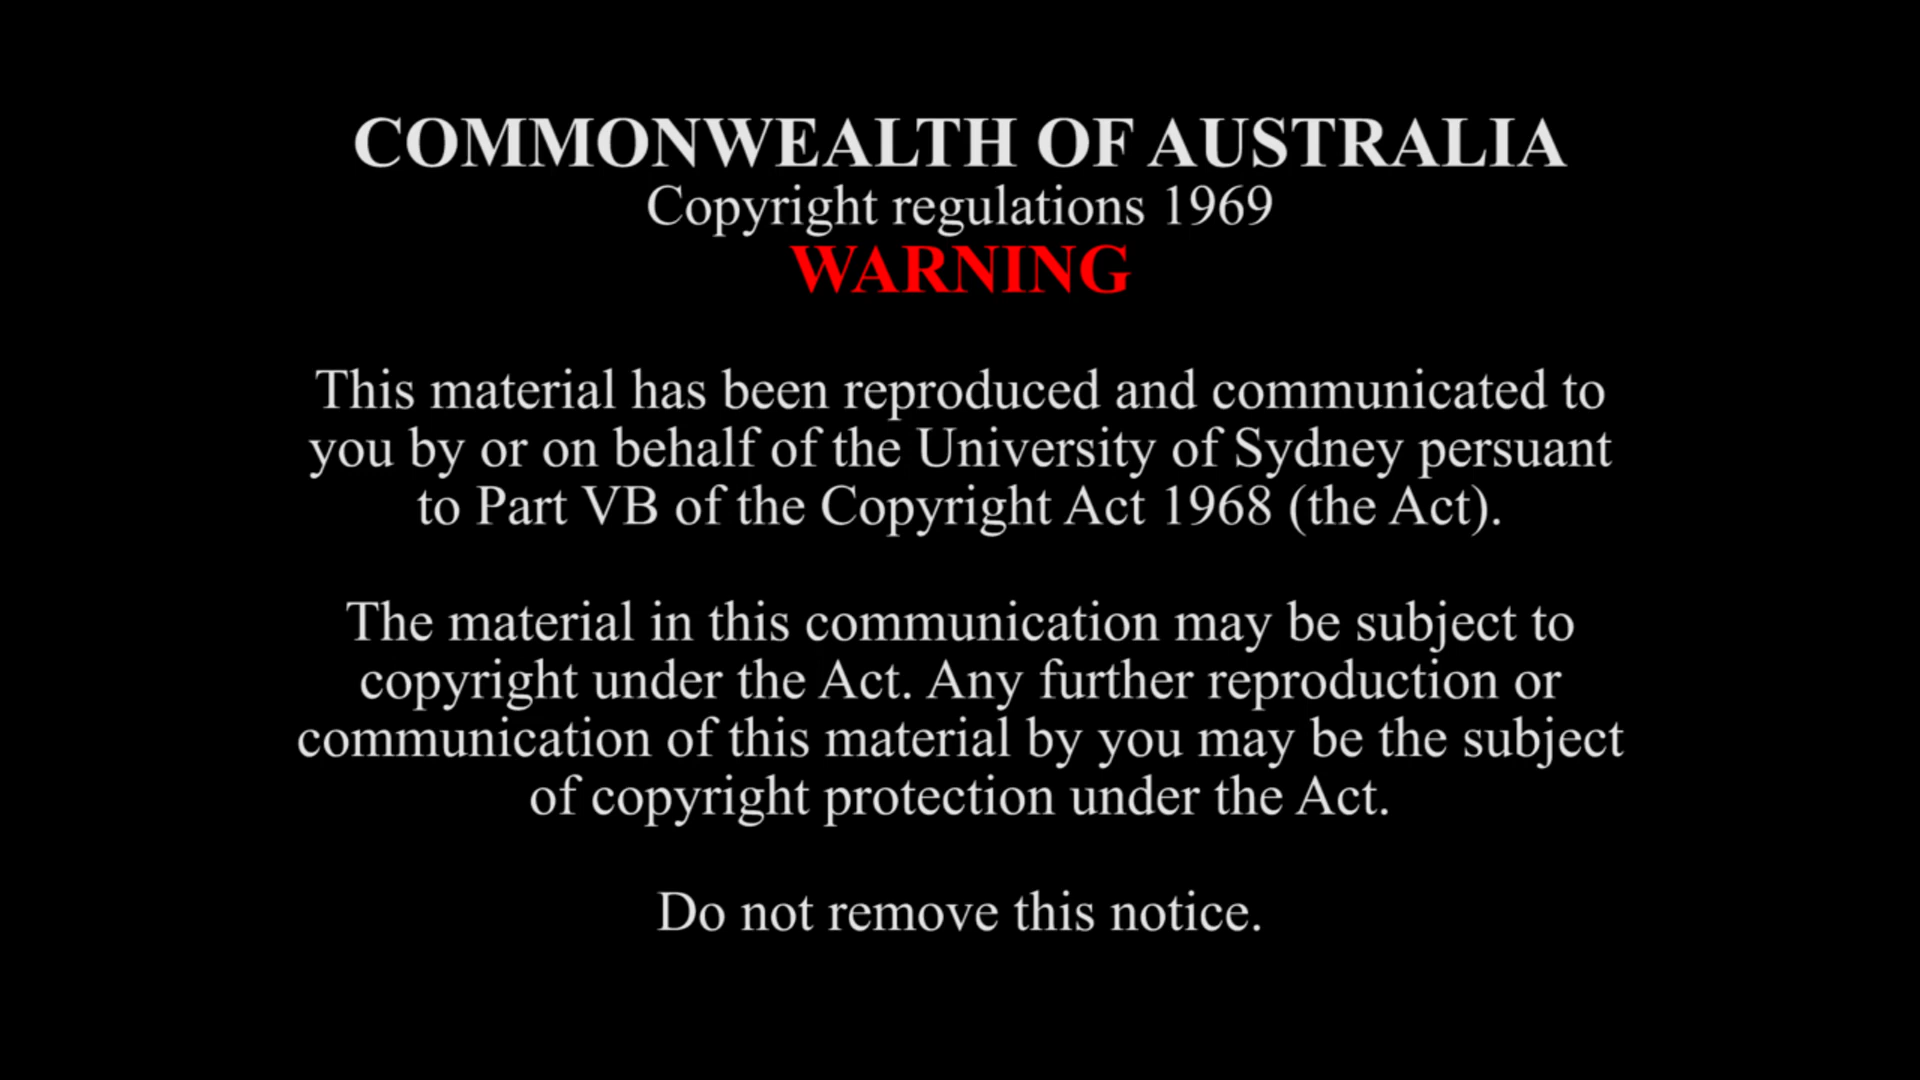 COMMONWEALTH OF AUSTRALIA
Copyright regulations 1969
WARNING
This material has been reproduced and communicated to
you by or on behalf of the University of Sydney persuant
to Part VB of the Copyright Act 1968 (the Act).
The material in this communication may be subject to
copyright under the Act. Any further reproduction or
communication of this material by you may be the subject
of copyright protection under the Act.
Do not remove this notice.